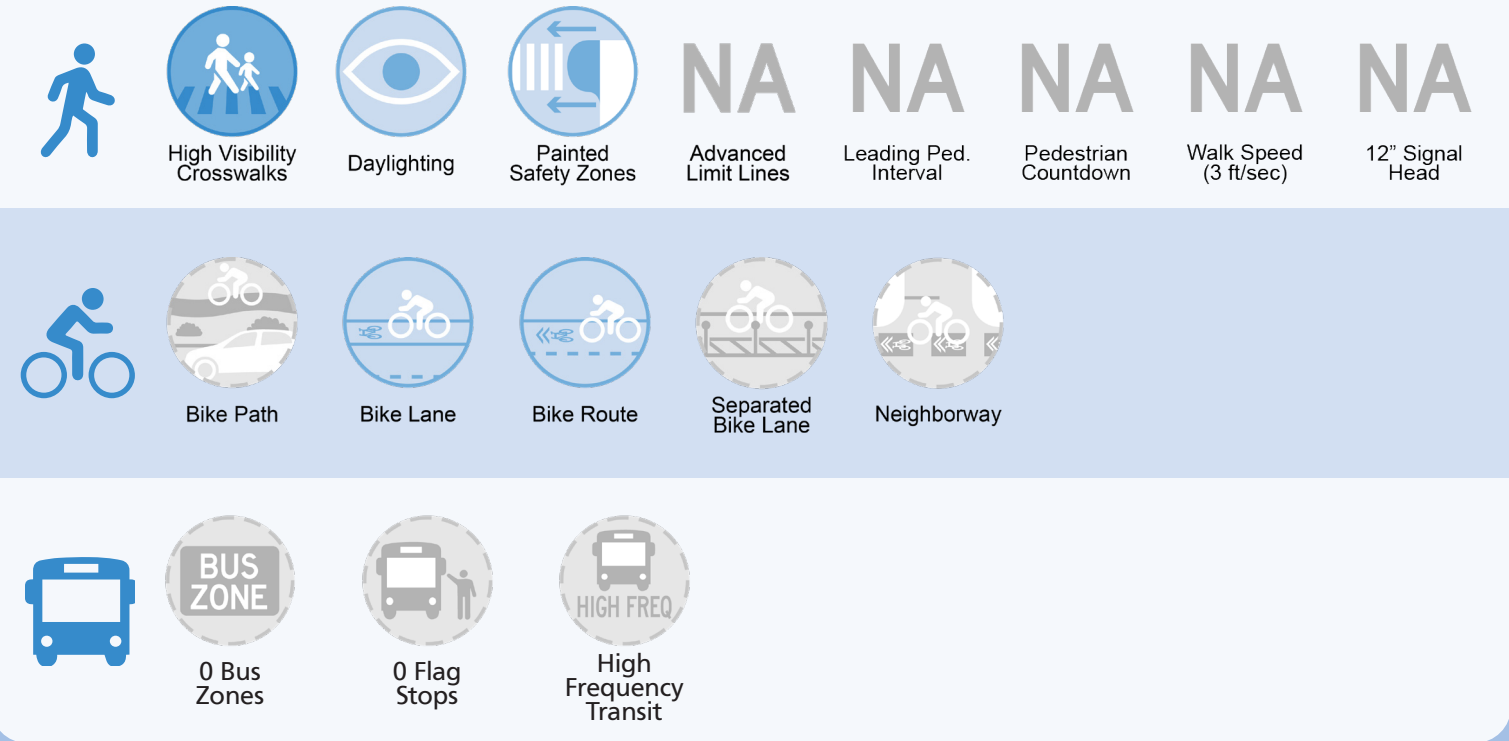 NA NA NA NA NA
High Visibility
Crosswalks
Daylighting
Painted
Safety Zones
Advanced
Limit Lines
Leading Ped.
Interval
Pedestrian
Countdown
Walk Speed
(3 ft/sec)
12” Signal
Head
Bike Path
Bike Lane
Bike Route
Separated
Bike Lane
Neighborway
BUS
ZONE
HIGH FREQ
0 Bus
Zones
0 Flag
Stops
High
Frequency
Transit